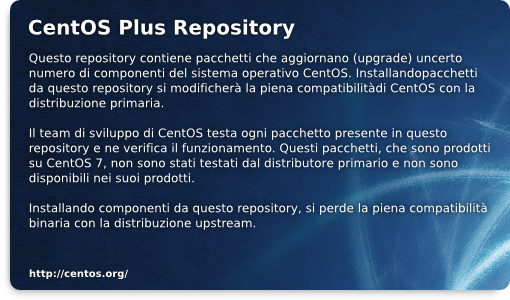 CentOS Plus Repository
Questo repository contiene pacchetti che aggiornano (upgrade) uncerto
numero di componenti del sistema operativo CentOS. Installandopacchetti
da questo repository si modificherà la piena compatibilitàdi CentOS con la
distribuzione primaria.
Il team di sviluppo di CentOS testa ogni pacchetto presente in questo
repository e ne verifica il funzionamento. Questi pacchetti, che sono prodotti
su CentOS 7, non sono stati testati dal distributore primario e non sono
disponibili nei suoi prodotti.
Installando componenti da questo repository, si perde la piena compatibilità
binaria con la distribuzione upstream.
http://centos.org/